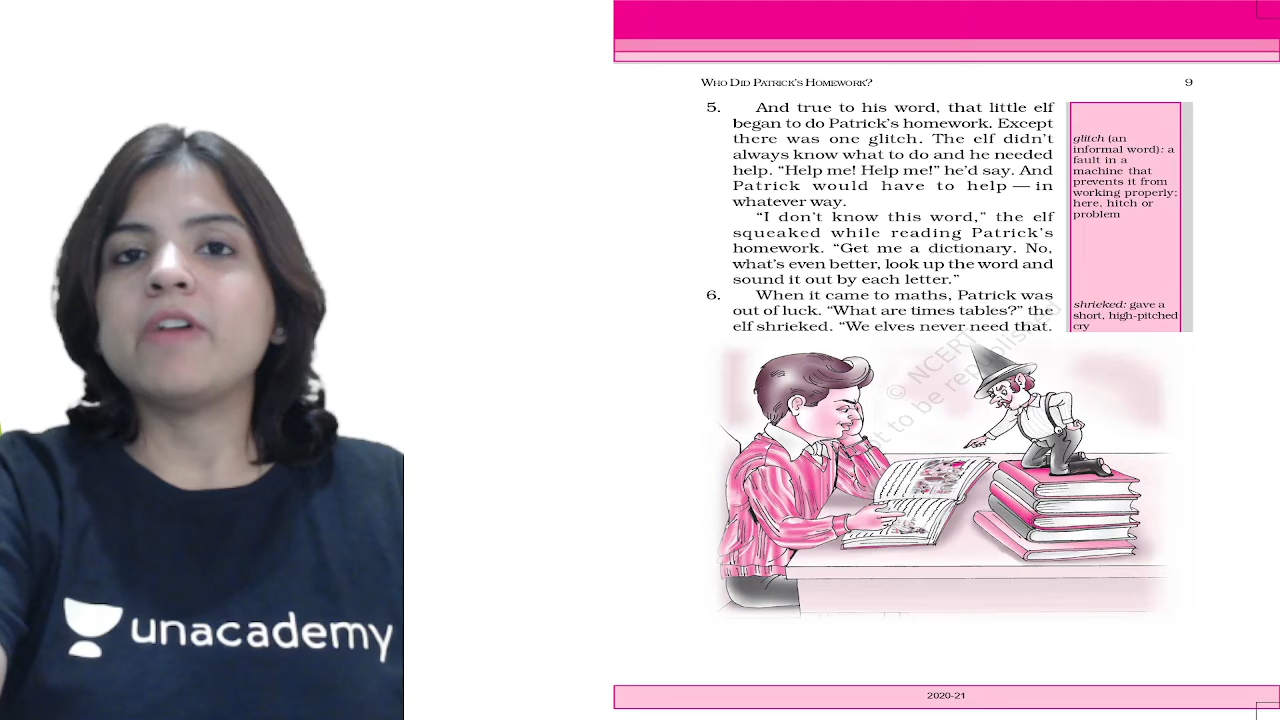 unacademy
WHO DID PATRICK'S HOMEWORK?
9
5. And true to his word, that little elf
began to do Patrick's homework. Except
there was one glitch. The elf didn't
always know what to do and he needed
help. “Help me! Help me!” he'd say. And
Patrick would have to help — in
whatever way.
“I don't know this word,” the elf
squeaked while reading Patrick's
homework. “Get me a dictionary. No,
what's even better, look up the word and
sound it out by each letter.”
6. When it came to maths, Patrick was
out of luck. “What are times tables?” the
elf shrieked. “We elves never need that.
glitch (an
informal word): a
fault in a
machine that
prevents it from
working properly;
here, hitch or
problem
shrieked: gave a
short, high-pitched
cry
© NCERT
not to be republished
2020-21